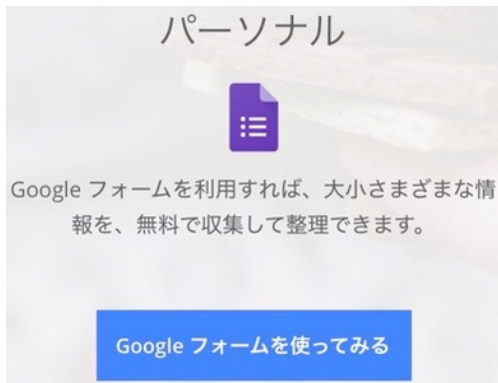 パーソナル
Google フォームを利用すれば、大小さまざまな情
報を、無料で収集して整理できます。
Google フォームを使ってみる